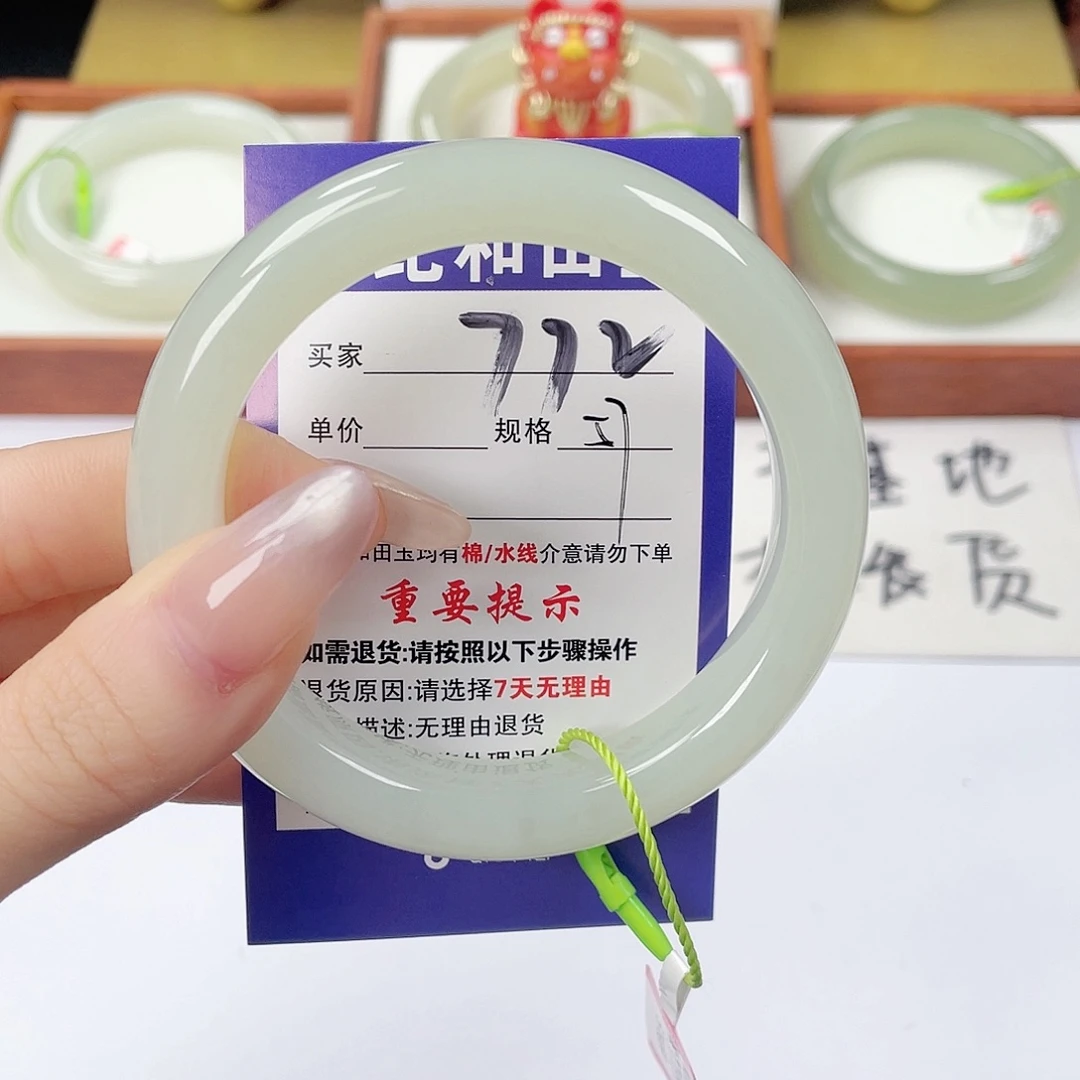 和田
买家 772
单价 规格
田玉均有棉/水线介意请勿下单
重要提示
如需退货:请按照以下步骤操作
退货原因:请选择7天无理由
描述:无理由退货
基地
货